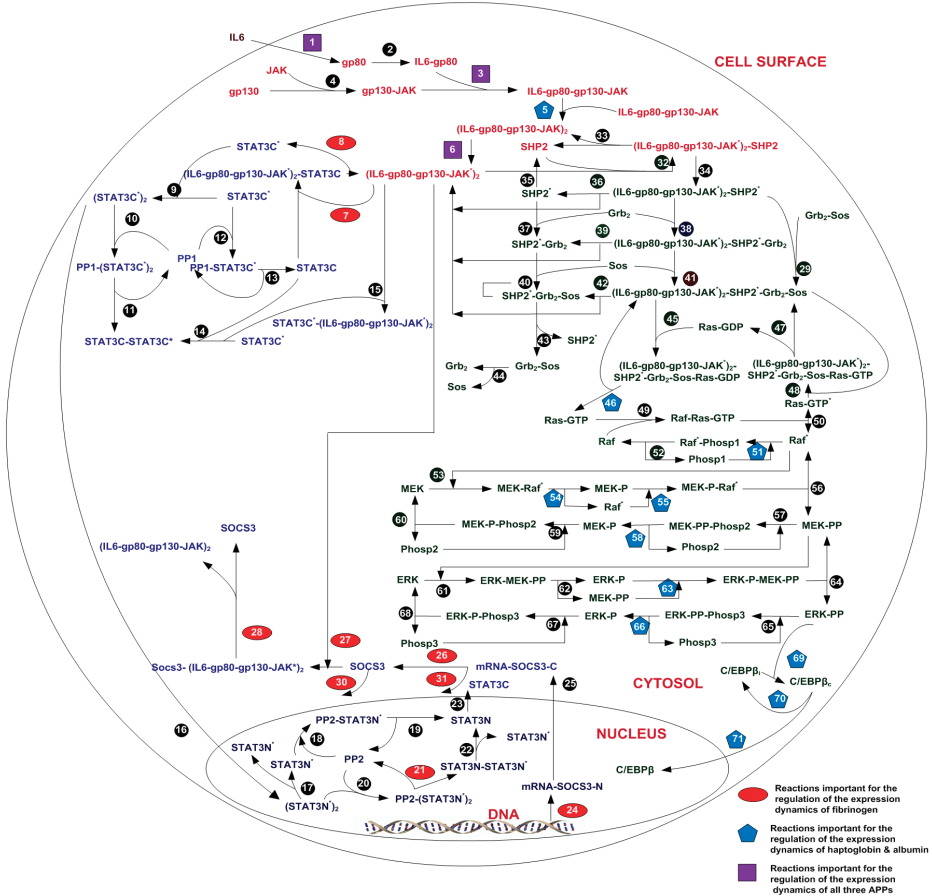 IL6
1
gp80
2
IL6-gp80
CELL SURFACE
JAK
4
3
gp130
gp130-JAK
IL6-gp80-gp130-JAK
5
IL6-gp80-gp130-JAK
(IL6-gp80-gp130-JAK)₂
33
8
STAT3C*
6
SHP2
(IL6-gp80-gp130-JAK*)₂-SHP2
32
34
(IL6-gp80-gp130-JAK*)₂-STAT3C
(IL6-gp80-gp130-JAK*)₂
9
35
36
(STAT3C*)₂
STAT3C*
SHP2*
(IL6-gp80-gp130-JAK*)₂-SHP2*
7
Grb₂
Grb₂-Sos
10
12
37
39
38
PP1
SHP2*-Grb₂
(IL6-gp80-gp130-JAK*)₂-SHP2*-Grb₂
29
PP1-(STAT3C*)₂
PP1-STAT3C*
STAT3C
Sos
13
40
42
41
15
SHP2*-Grb₂-Sos
(IL6-gp80-gp130-JAK*)₂-SHP2*-Grb₂-Sos
11
14
STAT3C*-(IL6-gp80-gp130-JAK*)₂
45
Ras-GDP
47
STAT3C-STAT3C*
STAT3C*
43
SHP2*
Grb₂
Grb₂-Sos
(IL6-gp80-gp130-JAK*)₂-
SHP2*-Grb₂-Sos-Ras-GDP
(IL6-gp80-gp130-JAK*)₂-
SHP2*-Grb₂-Sos-Ras-GTP
44
Sos
48
46
Ras-GTP*
Ras-GTP
49
Raf-Ras-GTP
50
Raf
Raf*-Phosp1
Raf*
52
Phosp1
51
53
MEK
MEK-Raf*
MEK-P
MEK-P-Raf*
56
54
Raf*
55
60
MEK-P-Phosp2
MEK-P
MEK-PP-Phosp2
57
MEK-PP
59
58
Phosp2
Phosp2
SOCS3
(IL6-gp80-gp130-JAK)₂
ERK
ERK-MEK-PP
ERK-P
ERK-P-MEK-PP
61
62
MEK-PP
63
64
68
ERK-P-Phosp3
ERK-P
ERK-PP-Phosp3
ERK-PP
67
66
65
Phosp3
Phosp3
28
27
26
69
Socs3- (IL6-gp80-gp130-JAK*)₂
SOCS3
mRNA-SOCS3-C
C/EBPβᵢ
C/EBPβ꜀
30
31
STAT3C
25
CYTOSOL
70
23
16
PP2-STAT3N*
STAT3N
NUCLEUS
71
18
19
STAT3N*
22
STAT3N*
STAT3N*
PP2
21
STAT3N-STAT3N*
C/EBPβ
17
20
mRNA-SOCS3-N
(STAT3N*)₂
PP2-(STAT3N*)₂
DNA
24
Reactions important for the
regulation of the expression
dynamics of fibrinogen
Reactions important for the
regulation of the expression
dynamics of haptoglobin & albumin
Reactions important for the
regulation of the expression
dynamics of all three APPs